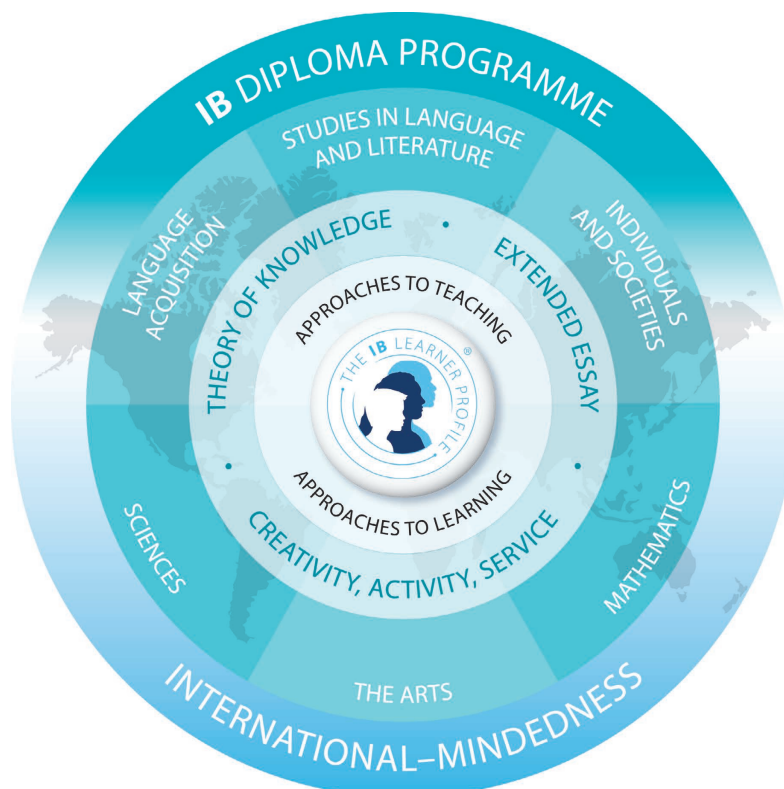 IB DIPLOMA PROGRAMME
STUDIES IN LANGUAGE
AND LITERATURE
LANGUAGE
ACQUISITION
INDIVIDUALS
AND SOCIETIES
THEORY OF KNOWLEDGE
•
EXTENDED ESSAY
APPROACHES TO TEACHING
THE IB LEARNER PROFILE
®
APPROACHES TO LEARNING
•
•
CREATIVITY, ACTIVITY, SERVICE
SCIENCES
MATHEMATICS
THE ARTS
INTERNATIONAL–MINDEDNESS